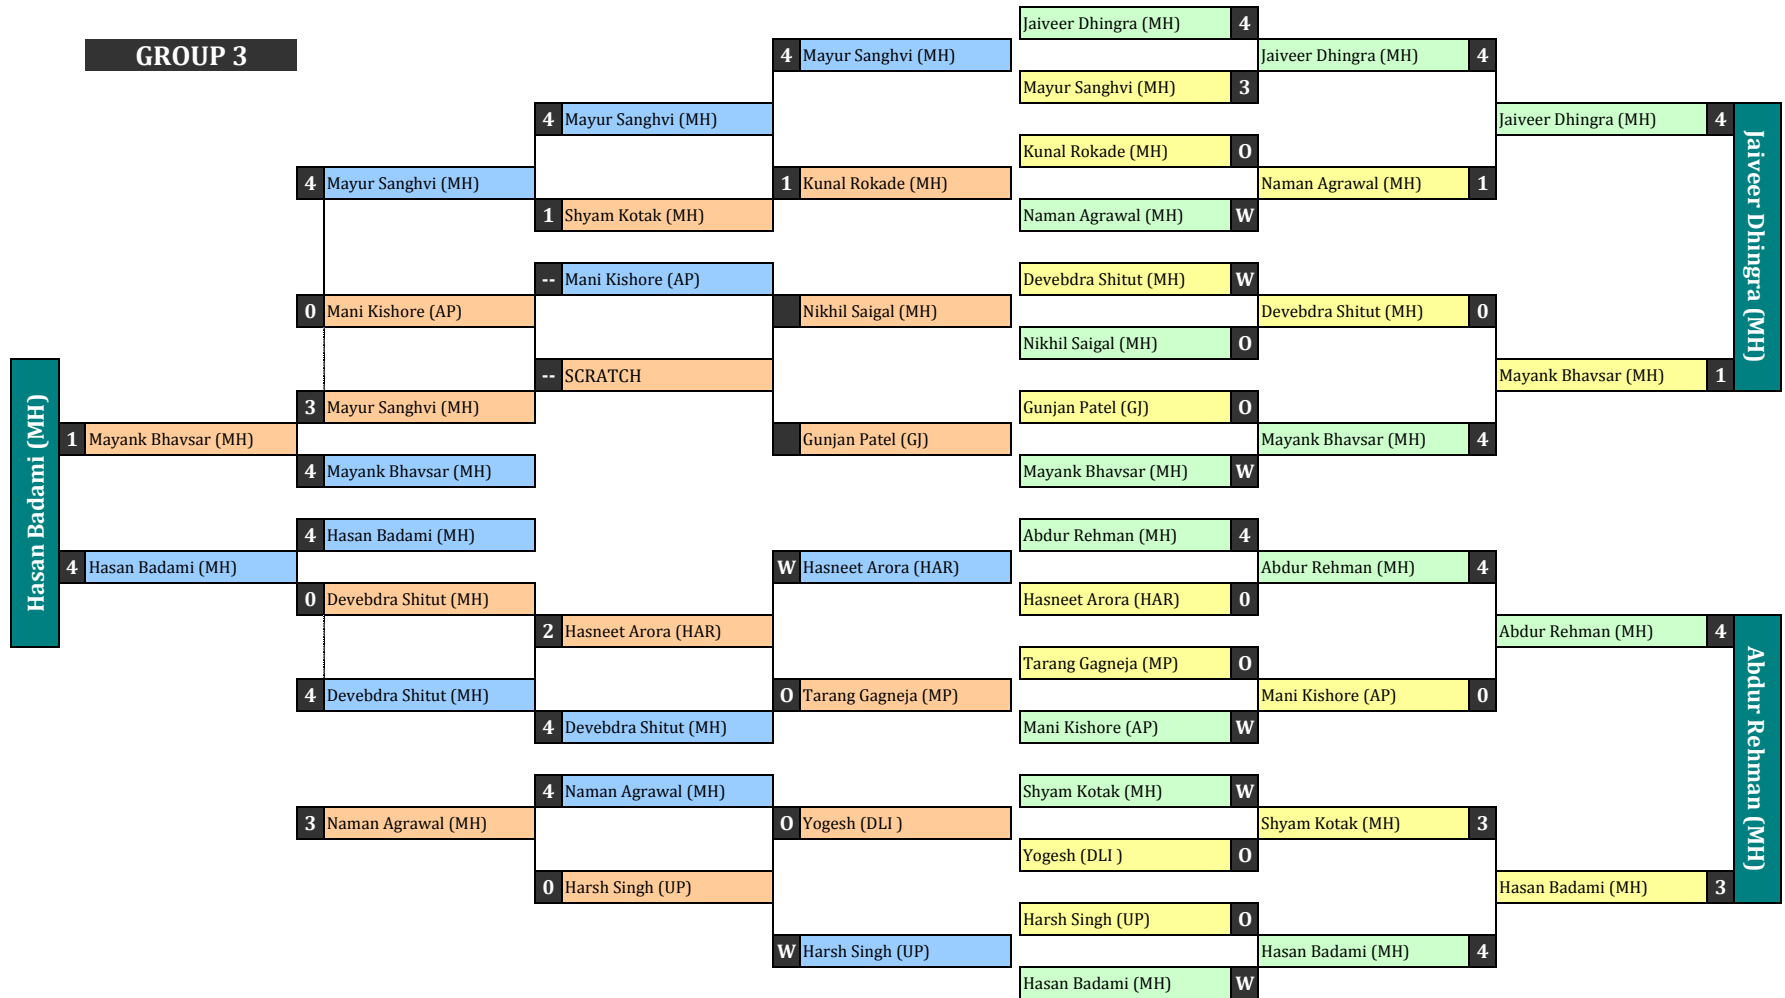 Jaiveer Dhingra (MH) 4
GROUP 3
4 Mayur Sanghvi (MH) Jaiveer Dhingra (MH) 4
Mayur Sanghvi (MH) 3
4 Mayur Sanghvi (MH) Jaiveer Dhingra (MH) 4
Jaiveer Dhingra (MH)
Kunal Rokade (MH) O
4 Mayur Sanghvi (MH) 1 Kunal Rokade (MH) Naman Agrawal (MH) 1
1 Shyam Kotak (MH) Naman Agrawal (MH) W
-- Mani Kishore (AP) Devebdra Shitut (MH) W
0 Mani Kishore (AP) Nikhil Saigal (MH) Devebdra Shitut (MH) 0
Nikhil Saigal (MH) O
-- SCRATCH Mayank Bhavsar (MH) 1
3 Mayur Sanghvi (MH) Gunjan Patel (GJ) O
Hasan Badami (MH)
1 Mayank Bhavsar (MH) Gunjan Patel (GJ) Mayank Bhavsar (MH) 4
4 Mayank Bhavsar (MH) Mayank Bhavsar (MH) W
4 Hasan Badami (MH) Abdur Rehman (MH) 4
4 Hasan Badami (MH) W Hasneet Arora (HAR) Abdur Rehman (MH) 4
0 Devebdra Shitut (MH) Hasneet Arora (HAR) 0
2 Hasneet Arora (HAR) Abdur Rehman (MH) 4
Abdur Rehman (MH)
Tarang Gagneja (MP) O
4 Devebdra Shitut (MH) O Tarang Gagneja (MP) Mani Kishore (AP) 0
4 Devebdra Shitut (MH) Mani Kishore (AP) W
4 Naman Agrawal (MH) Shyam Kotak (MH) W
3 Naman Agrawal (MH) O Yogesh (DLI ) Shyam Kotak (MH) 3
Yogesh (DLI ) O
0 Harsh Singh (UP) Hasan Badami (MH) 3
Harsh Singh (UP) O
W Harsh Singh (UP) Hasan Badami (MH) 4
Hasan Badami (MH) W